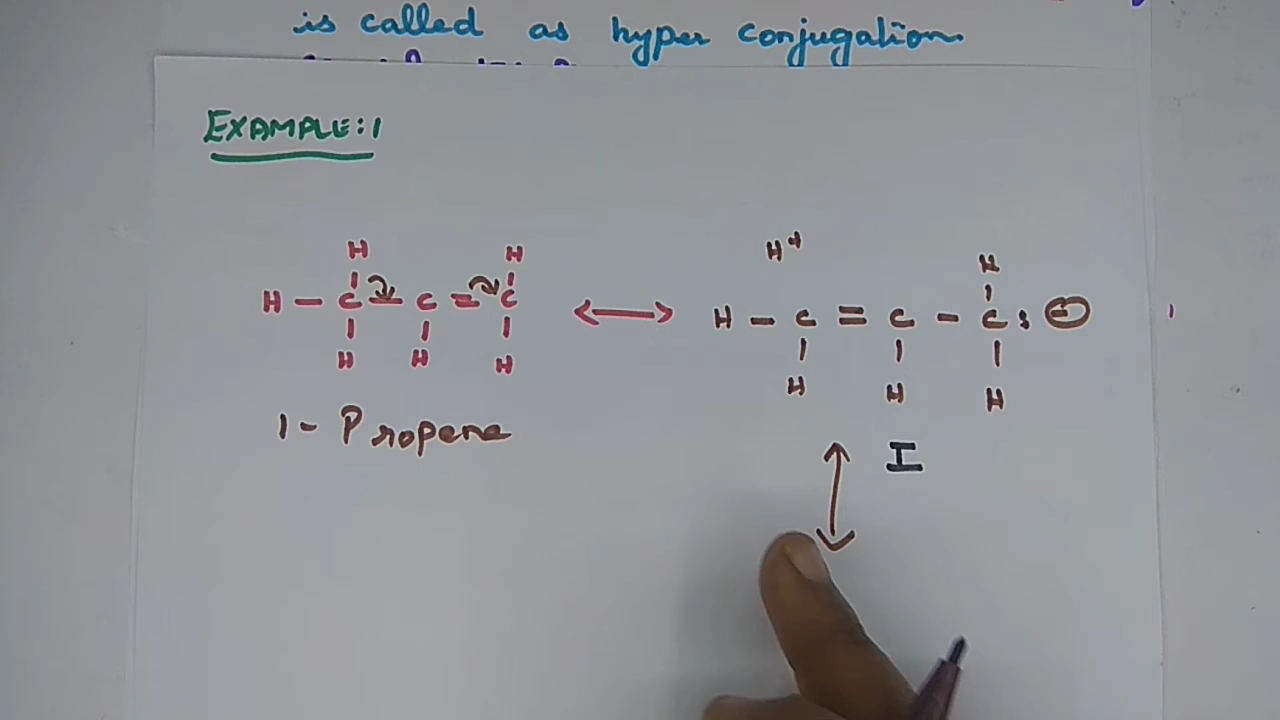 is called as hyper conjugation
EXAMPLE:1
H H
H - C - C = C
H H H
1- Propene
H+
H
H - C = C - C : ⊖
H H H
I